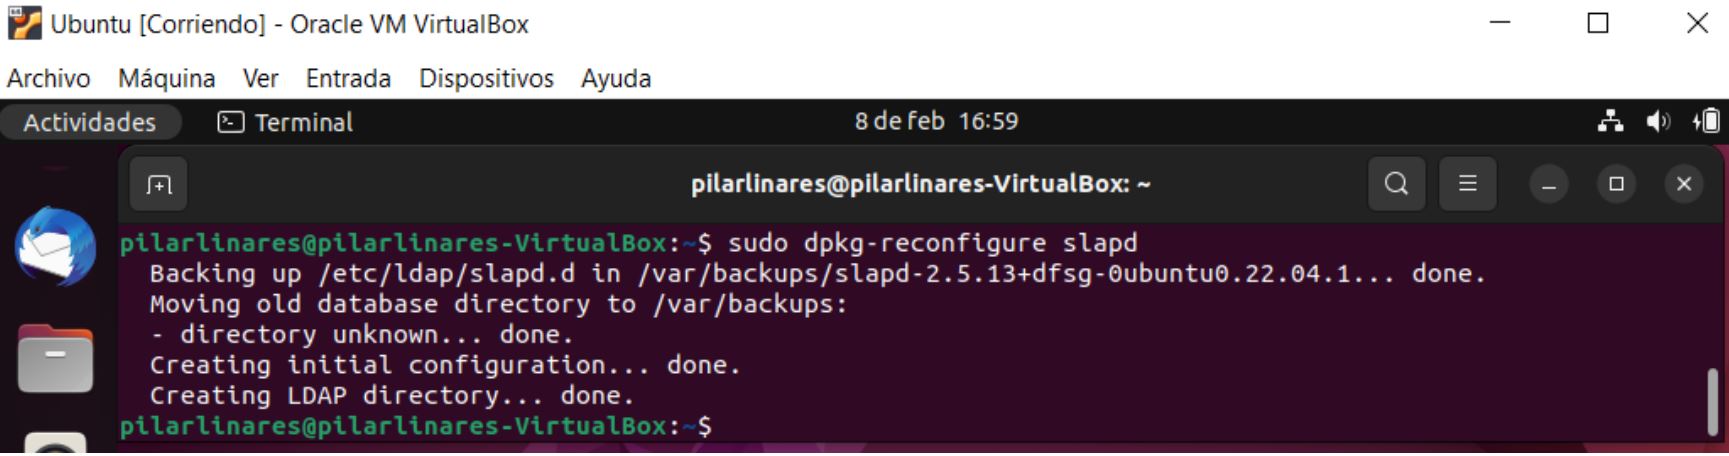 Ubuntu [Corriendo] - Oracle VM VirtualBox
Archivo Máquina Ver Entrada Dispositivos Ayuda
Actividades Terminal 8 de feb 16:59
pilarlinares@pilarlinares-VirtualBox: ~
pilarlinares@pilarlinares-VirtualBox:~$ sudo dpkg-reconfigure slapd
  Backing up /etc/ldap/slapd.d in /var/backups/slapd-2.5.13+dfsg-0ubuntu0.22.04.1... done.
  Moving old database directory to /var/backups:
  - directory unknown... done.
  Creating initial configuration... done.
  Creating LDAP directory... done.
pilarlinares@pilarlinares-VirtualBox:~$